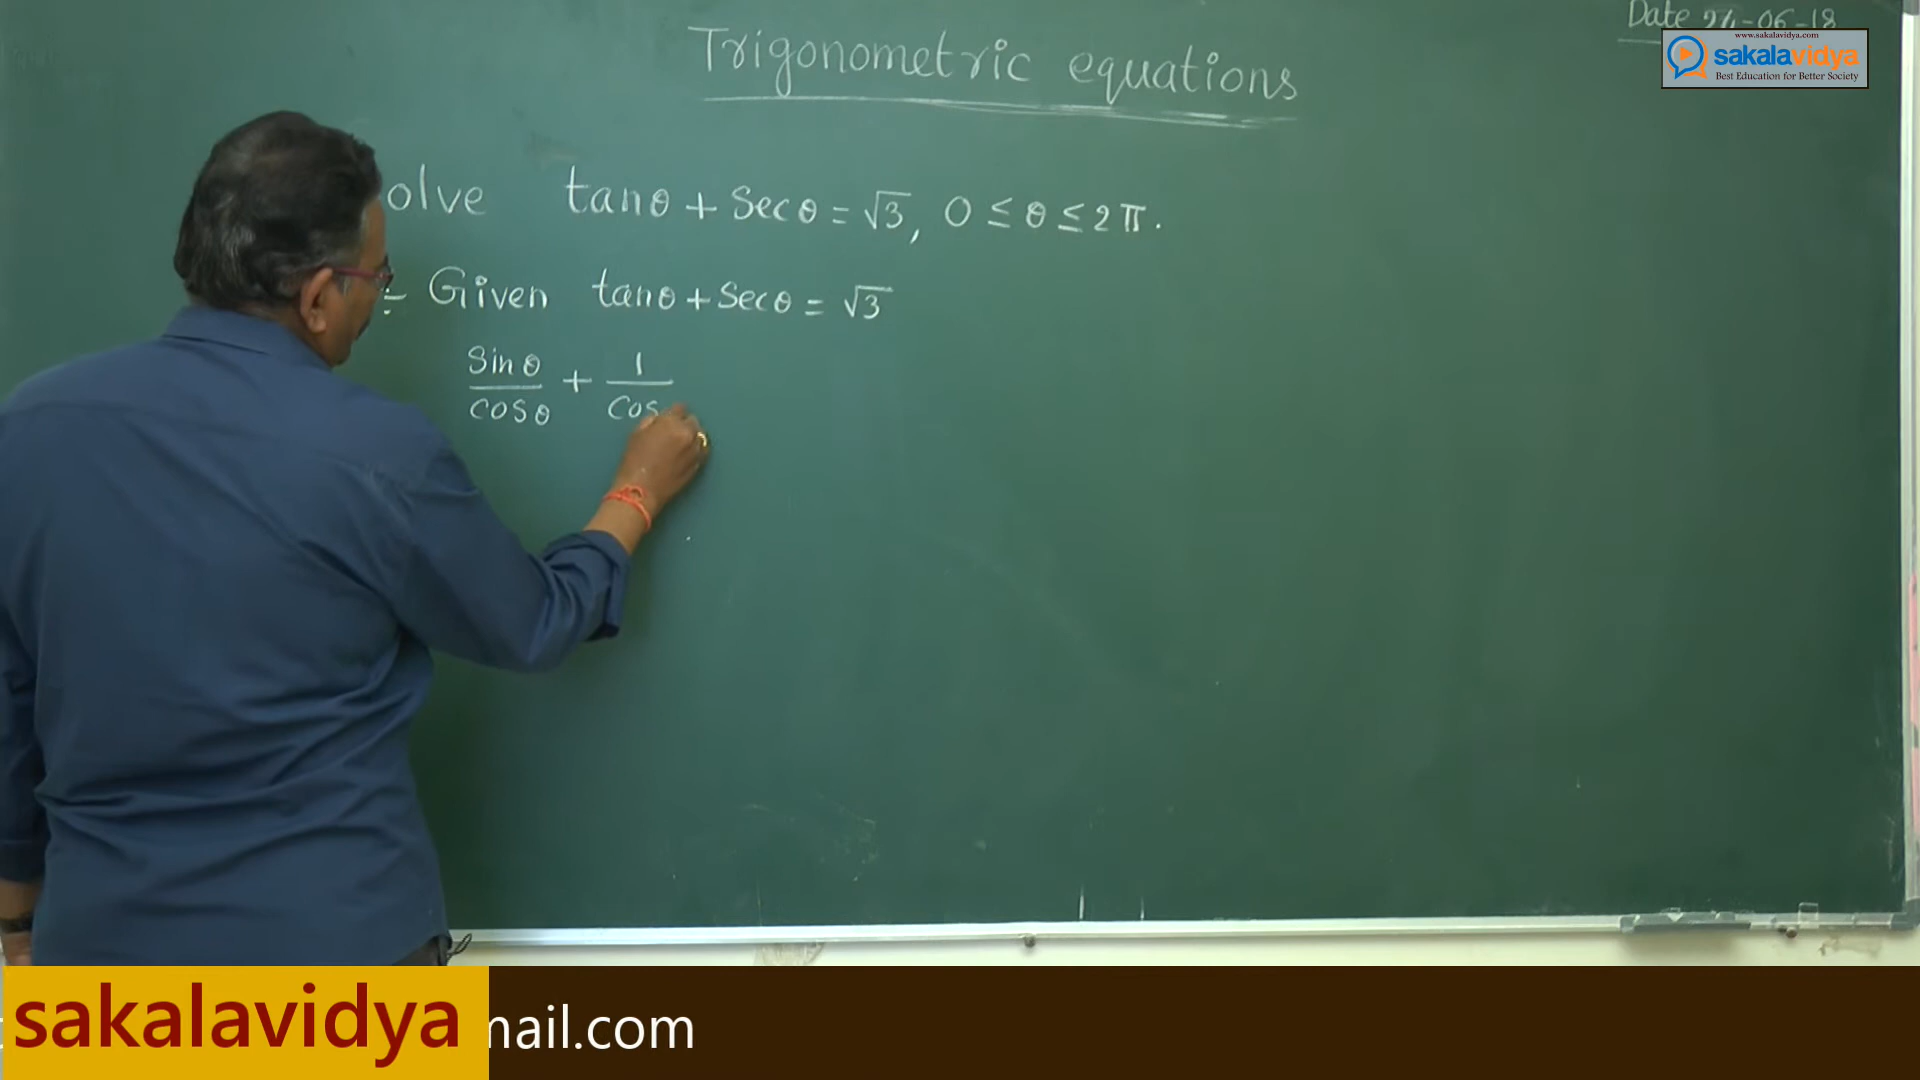 Date 24-06-18
www.sakalavidya.com
sakalavidya
Best Education for Better Society
Trigonometric equations
olve tanθ + Secθ = √3, 0 ≤ θ ≤ 2π.
:- Given tanθ + Secθ = √3
Sinθ/cosθ + 1/cos
sakalavidya mail.com